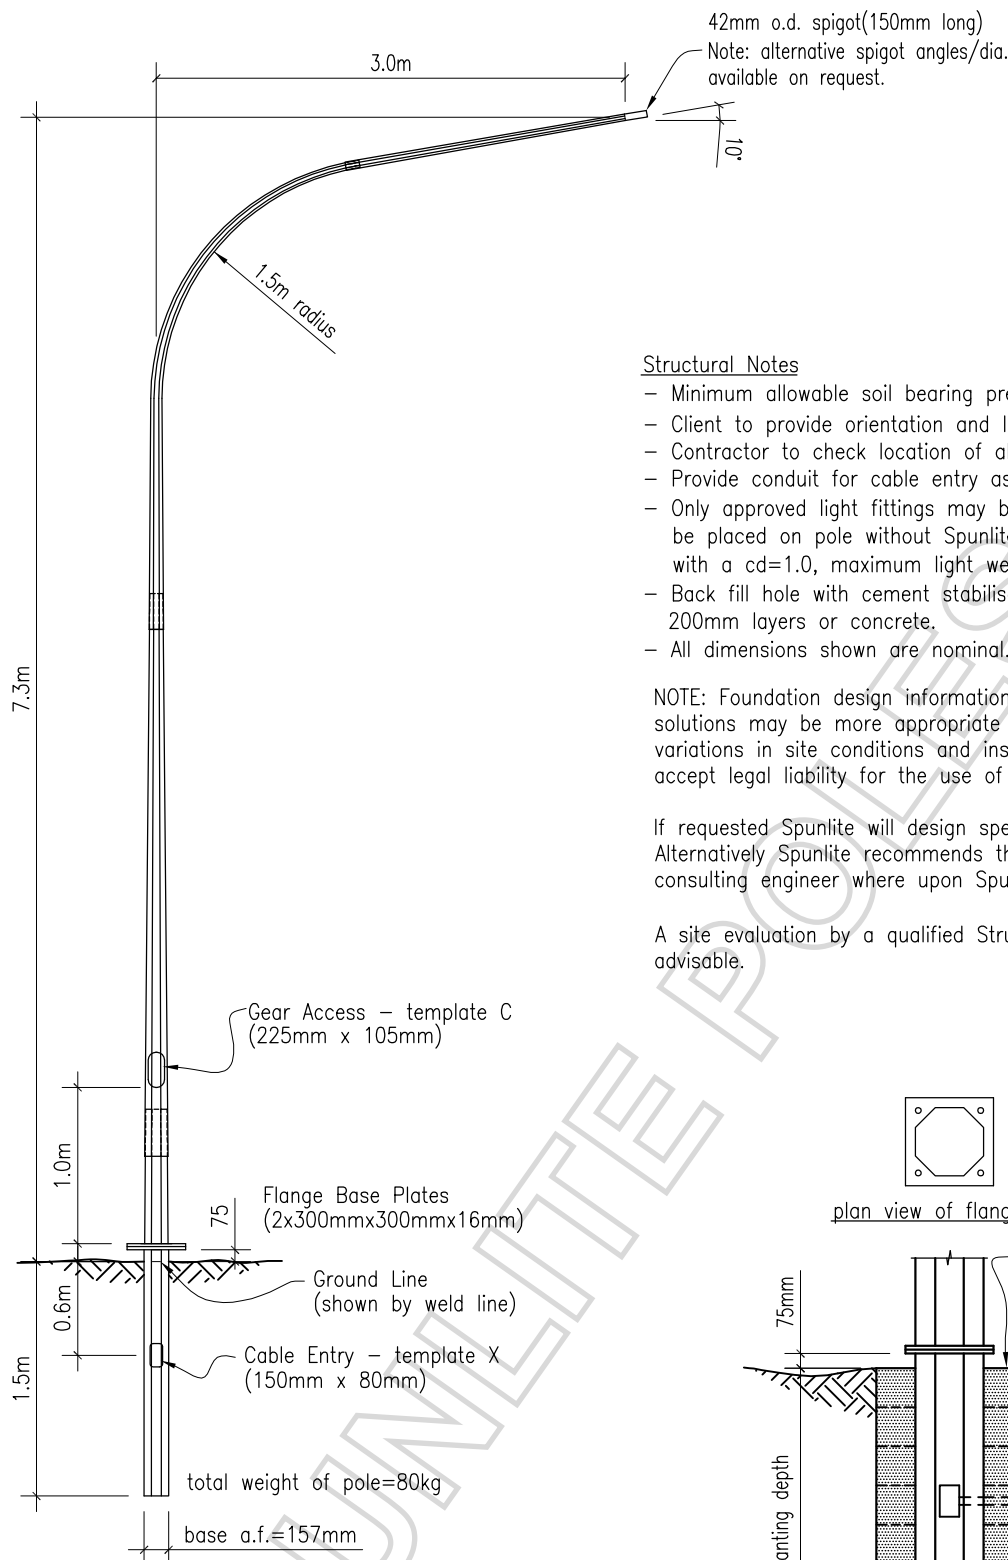 42mm o.d. spigot(150mm long)
Note: alternative spigot angles/dia.
available on request.
3.0m
10°
1.5m radius
7.3m
Structural Notes
– Minimum allowable soil bearing pre
– Client to provide orientation and l
– Contractor to check location of a
– Provide conduit for cable entry as
– Only approved light fittings may b
be placed on pole without Spunlite
with a cd=1.0, maximum light we
– Back fill hole with cement stabilis
200mm layers or concrete.
– All dimensions shown are nominal.
NOTE: Foundation design information
solutions may be more appropriate
variations in site conditions and ins
accept legal liability for the use of
If requested Spunlite will design spe
Alternatively Spunlite recommends th
consulting engineer where upon Spu
A site evaluation by a qualified Stru
advisable.
Gear Access – template C
(225mm x 105mm)
1.0m
Flange Base Plates
(2x300mmx300mmx16mm)
75
Ground Line
(shown by weld line)
0.6m
Cable Entry – template X
(150mm x 80mm)
1.5m
total weight of pole=80kg
base a.f.=157mm
plan view of flang
75mm
anting depth
UNLITE POLES